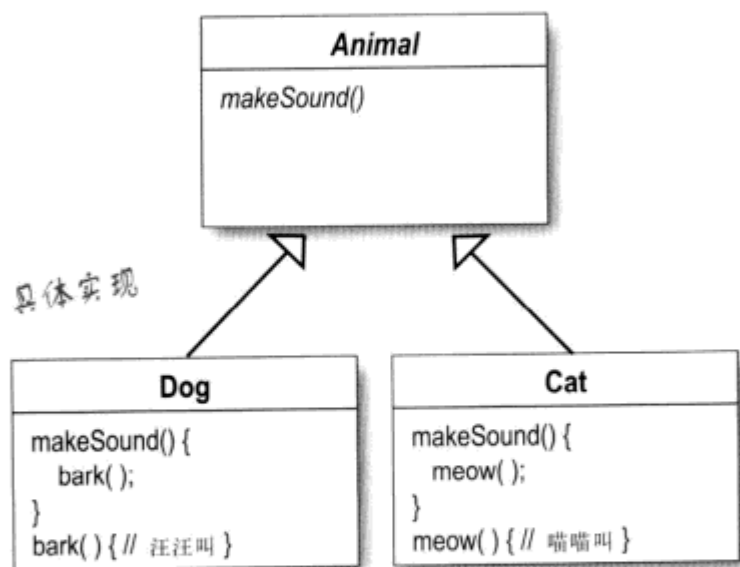 Animal
makeSound()
具体实现
Dog
makeSound() {
bark( );
}
bark( ) { // 汪汪叫 }
Cat
makeSound() {
meow( );
}
meow( ) { // 喵喵叫 }